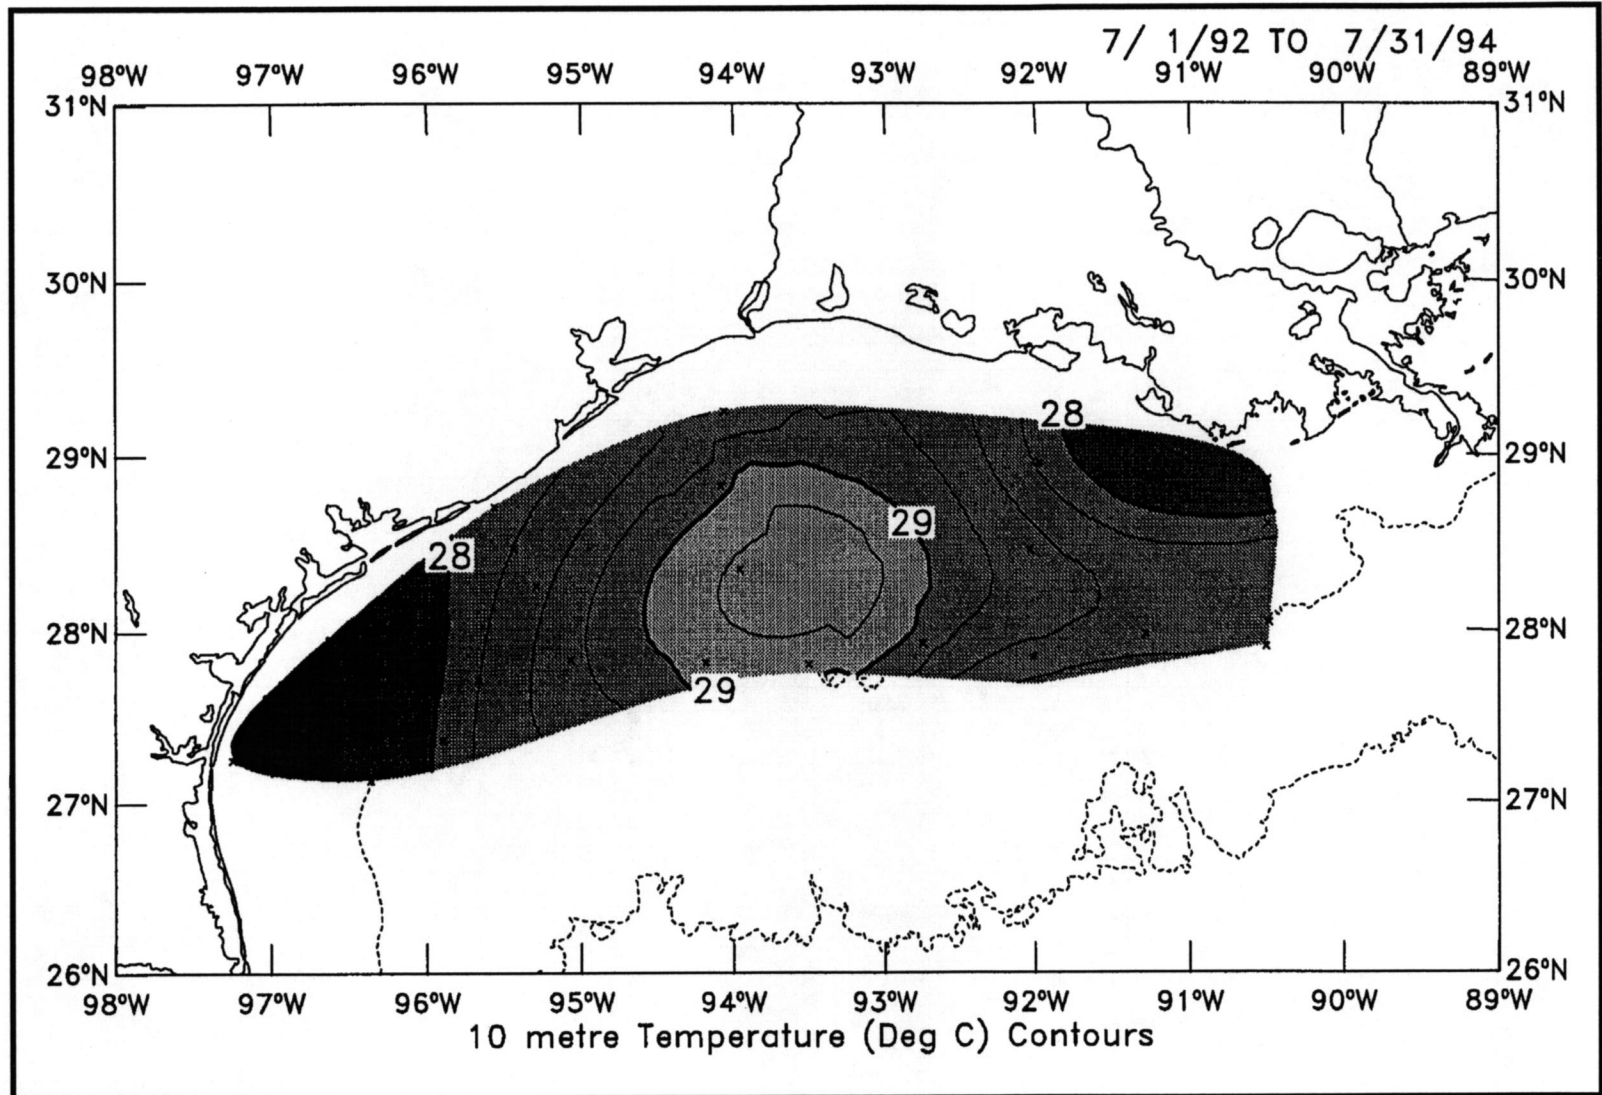 7/ 1/92 TO 7/31/94
98°W 97°W 96°W 95°W 94°W 93°W 92°W 91°W 90°W 89°W
31°N 31°N
30°N 30°N
28
29°N 29°N
29
28
28°N 28°N
29
27°N 27°N
26°N 26°N
98°W 97°W 96°W 95°W 94°W 93°W 92°W 91°W 90°W 89°W
10 metre Temperature (Deg C) Contours